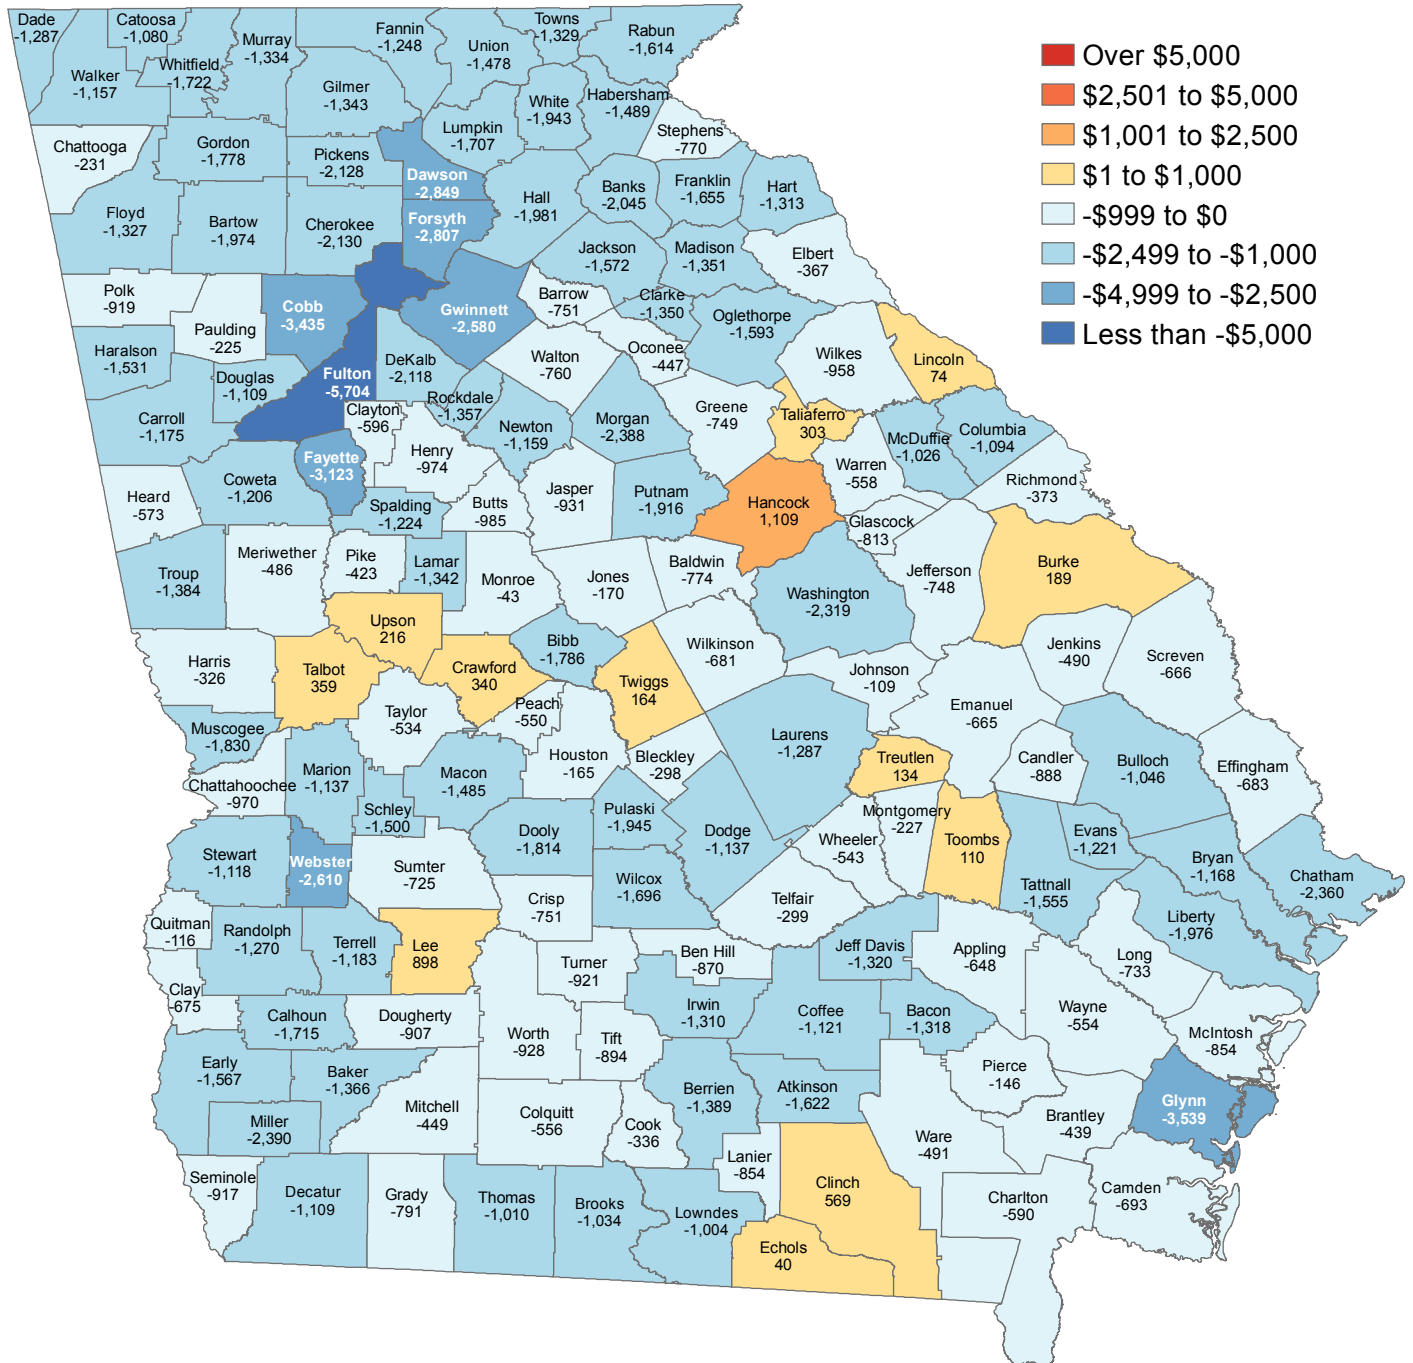 Dade
-1,287
Catoosa
-1,080
Whitfield
-1,722
Walker
-1,157
Murray
-1,334
Fannin
-1,248
Union
-1,478
Towns
-1,329
Rabun
-1,614
Gilmer
-1,343
White
-1,943
Habersham
-1,489
Lumpkin
-1,707
Stephens
-770
Chattooga
-231
Gordon
-1,778
Pickens
-2,128
Dawson
-2,849
Hall
-1,981
Banks
-2,045
Franklin
-1,655
Hart
-1,313
Floyd
-1,327
Bartow
-1,974
Cherokee
-2,130
Forsyth
-2,807
Jackson
-1,572
Madison
-1,351
Elbert
-367
Polk
-919
Paulding
-225
Cobb
-3,435
Gwinnett
-2,580
Barrow
-751
Clarke
-1,350
Oglethorpe
-1,593
Haralson
-1,531
Douglas
-1,109
Fulton
-5,704
DeKalb
-2,118
Rockdale
-1,357
Walton
-760
Oconee
-447
Wilkes
-958
Lincoln
74
Carroll
-1,175
Clayton
-596
Henry
-974
Newton
-1,159
Morgan
-2,388
Greene
-749
Taliaferro
303
McDuffie
-1,026
Columbia
-1,094
Heard
-573
Coweta
-1,206
Fayette
-3,123
Spalding
-1,224
Butts
-985
Jasper
-931
Putnam
-1,916
Hancock
1,109
Warren
-558
Glascock
-813
Richmond
-373
Troup
-1,384
Meriwether
-486
Pike
-423
Lamar
-1,342
Monroe
-43
Jones
-170
Baldwin
-774
Washington
-2,319
Jefferson
-748
Burke
189
Upson
216
Harris
-326
Talbot
359
Crawford
340
Bibb
-1,786
Twiggs
164
Wilkinson
-681
Johnson
-109
Jenkins
-490
Screven
-666
Muscogee
-1,830
Taylor
-534
Peach
-550
Houston
-165
Bleckley
-298
Laurens
-1,287
Emanuel
-665
Treutlen
134
Candler
-888
Bulloch
-1,046
Effingham
-683
Chattahoochee
-970
Marion
-1,137
Schley
-1,500
Macon
-1,485
Dooly
-1,814
Pulaski
-1,945
Dodge
-1,137
Wheeler
-543
Montgomery
-227
Toombs
110
Evans
-1,221
Tattnall
-1,555
Bryan
-1,168
Chatham
-2,360
Stewart
-1,118
Webster
-2,610
Sumter
-725
Crisp
-751
Wilcox
-1,696
Telfair
-299
Liberty
-1,976
Quitman
-116
Randolph
-1,270
Terrell
-1,183
Lee
898
Turner
-921
Ben Hill
-870
Jeff Davis
-1,320
Appling
-648
Long
-733
Clay
-675
Calhoun
-1,715
Dougherty
-907
Worth
-928
Tift
-894
Irwin
-1,310
Coffee
-1,121
Bacon
-1,318
Wayne
-554
McIntosh
-854
Early
-1,567
Baker
-1,366
Miller
-2,390
Mitchell
-449
Colquitt
-556
Cook
-336
Berrien
-1,389
Atkinson
-1,622
Pierce
-146
Brantley
-439
Glynn
-3,539
Seminole
-917
Decatur
-1,109
Grady
-791
Thomas
-1,010
Brooks
-1,034
Lanier
-854
Lowndes
-1,004
Clinch
569
Echols
40
Ware
-491
Charlton
-590
Camden
-693
Over $5,000
$2,501 to $5,000
$1,001 to $2,500
$1 to $1,000
-$999 to $0
-$2,499 to -$1,000
-$4,999 to -$2,500
Less than -$5,000